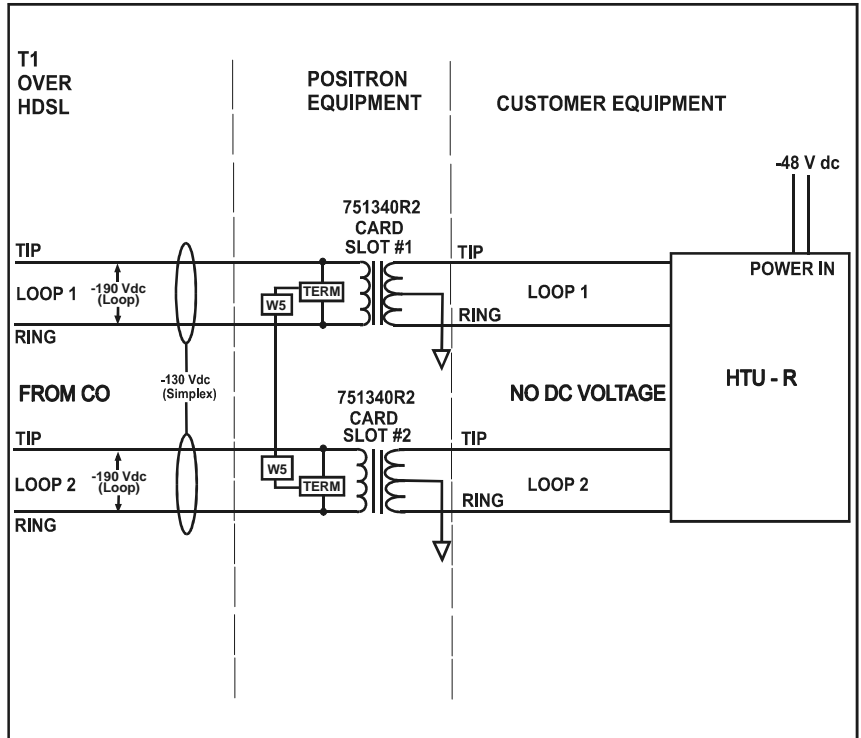 T1
OVER
HDSL
POSITRON
EQUIPMENT
CUSTOMER EQUIPMENT
-48 V dc
POWER IN
751340R2
CARD
SLOT #1
TIP
TIP
LOOP 1
-190 Vdc
(Loop)
W5
TERM
LOOP 1
RING
RING
FROM CO
-130 Vdc
(Simplex)
NO DC VOLTAGE
HTU - R
751340R2
CARD
SLOT #2
TIP
TIP
LOOP 2
-190 Vdc
(Loop)
W5
TERM
LOOP 2
RING
RING